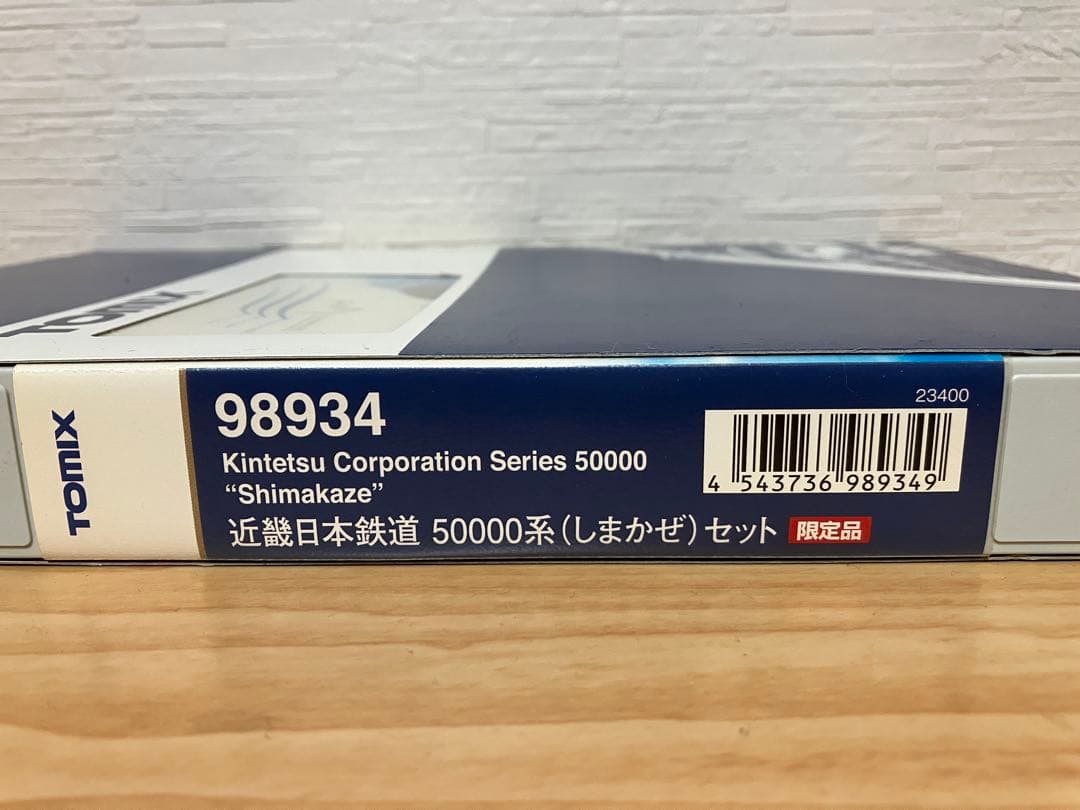 TOMIX
TOMIX
98934
Kintetsu Corporation Series 50000
“Shimakaze”
近畿日本鉄道 50000系(しまかぜ)セット 限定品
23400
4 543736 989349